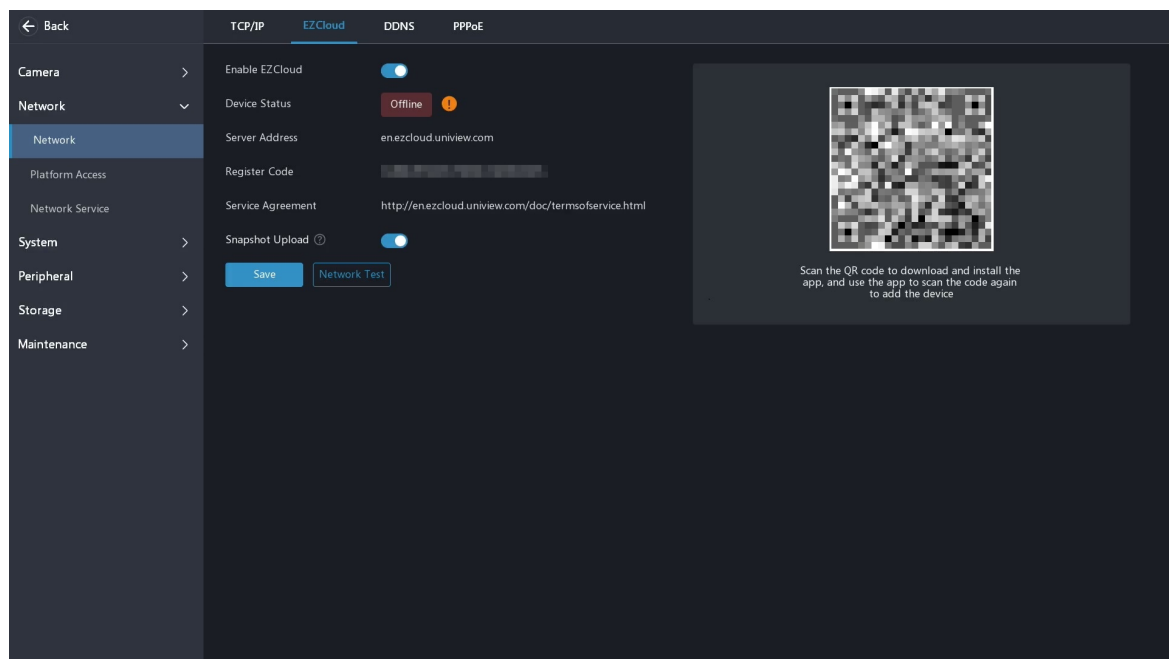 Back
TCP/IP EZCloud DDNS PPPoE
Camera
Network
Network
Platform Access
Network Service
System
Peripheral
Storage
Maintenance
Enable EZCloud
Device Status Offline
Server Address en.ezcloud.uniview.com
Register Code
Service Agreement http://en.ezcloud.uniview.com/doc/termsofservice.html
Snapshot Upload
Save Network Test
Scan the QR code to download and install the
app, and use the app to scan the code again
to add the device